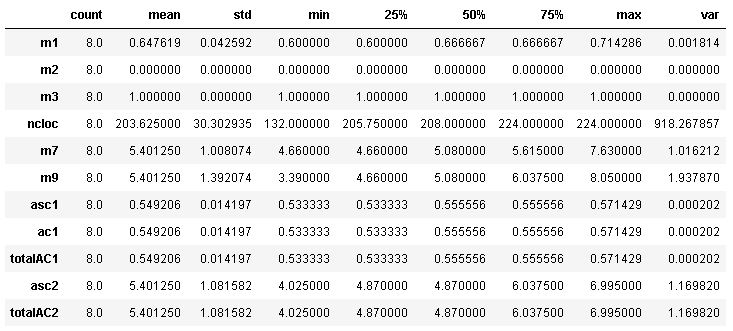 count mean std min 25% 50% 75% max var
m1 8.0 0.647619 0.042592 0.600000 0.600000 0.666667 0.666667 0.714286 0.001814
m2 8.0 0.000000 0.000000 0.000000 0.000000 0.000000 0.000000 0.000000 0.000000
m3 8.0 1.000000 0.000000 1.000000 1.000000 1.000000 1.000000 1.000000 0.000000
ncloc 8.0 203.625000 30.302935 132.000000 205.750000 208.000000 224.000000 224.000000 918.267857
m7 8.0 5.401250 1.008074 4.660000 4.660000 5.080000 5.615000 7.630000 1.016212
m9 8.0 5.401250 1.392074 3.390000 4.660000 5.080000 6.037500 8.050000 1.937870
asc1 8.0 0.549206 0.014197 0.533333 0.533333 0.555556 0.555556 0.571429 0.000202
ac1 8.0 0.549206 0.014197 0.533333 0.533333 0.555556 0.555556 0.571429 0.000202
totalAC1 8.0 0.549206 0.014197 0.533333 0.533333 0.555556 0.555556 0.571429 0.000202
asc2 8.0 5.401250 1.081582 4.025000 4.870000 4.870000 6.037500 6.995000 1.169820
totalAC2 8.0 5.401250 1.081582 4.025000 4.870000 4.870000 6.037500 6.995000 1.169820